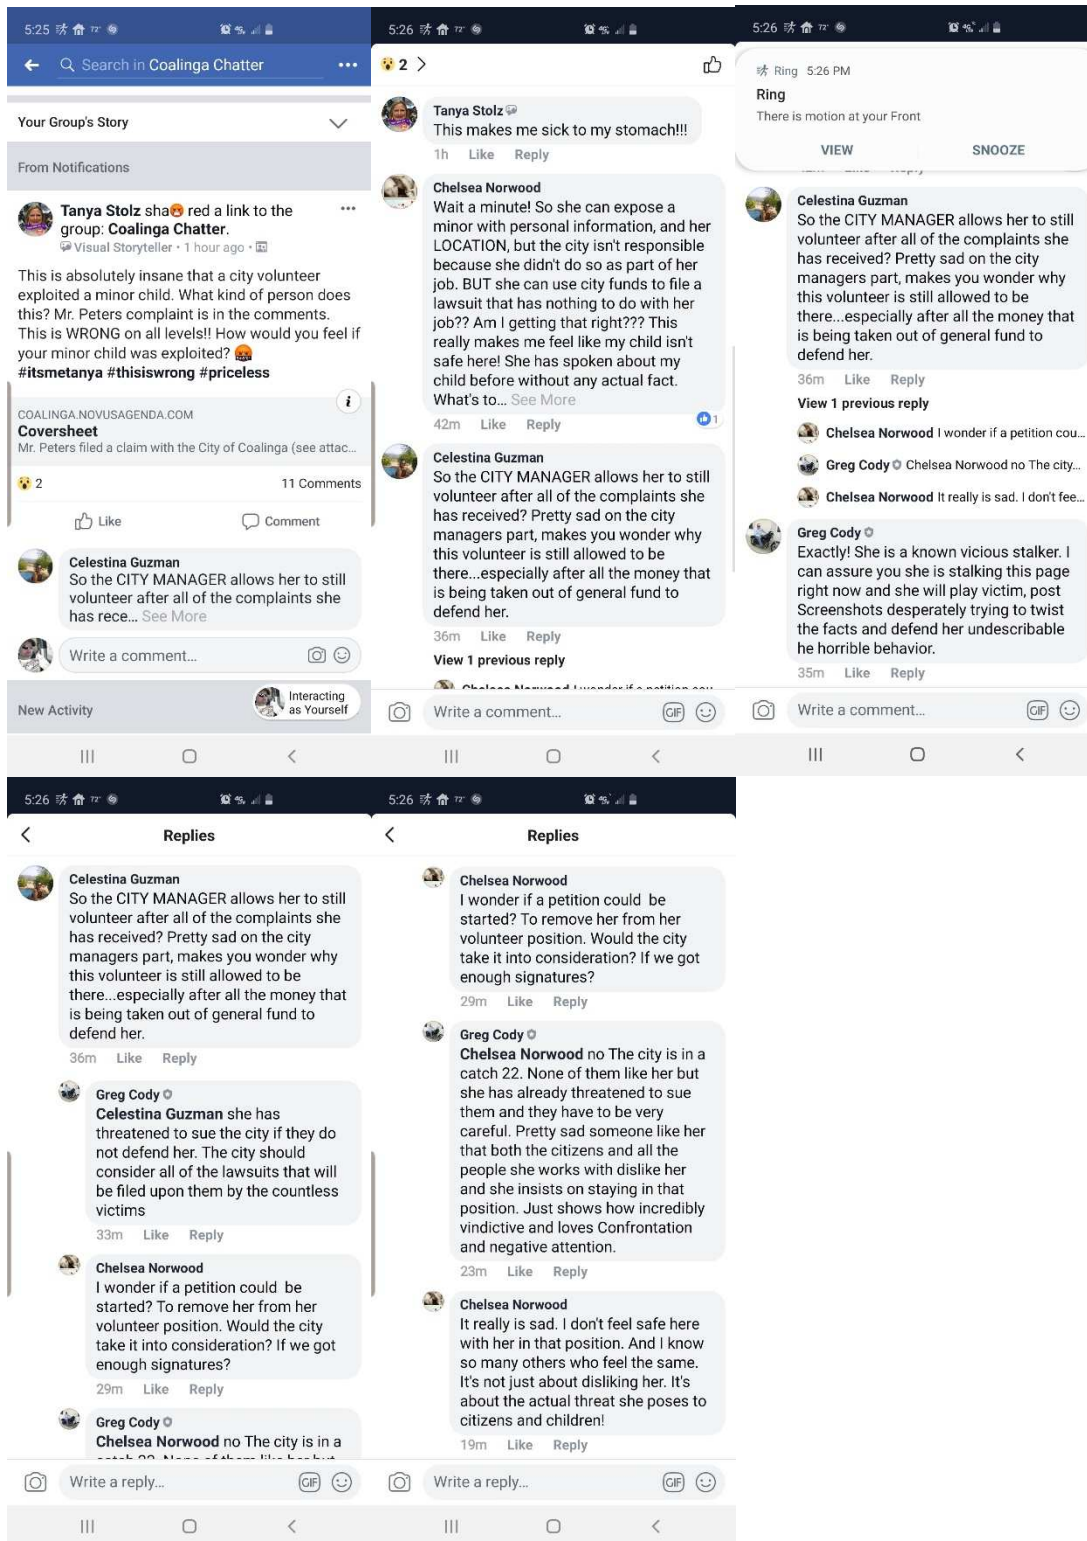 5:25 72°
Search in Coalinga Chatter
Your Group's Story
From Notifications
Tanya Stolz sha😡 red a link to the
group: Coalinga Chatter.
Visual Storyteller • 1 hour ago •
This is absolutely insane that a city volunteer
exploited a minor child. What kind of person does
this? Mr. Peters complaint is in the comments.
This is WRONG on all levels!! How would you feel if
your minor child was exploited? 🤬
#itsmetanya #thisiswrong #priceless
i
COALINGA.NOVUSAGENDA.COM
Coversheet
Mr. Peters filed a claim with the City of Coalinga (see attac...
😮 2
11 Comments
Like
Comment
Celestina Guzman
So the CITY MANAGER allows her to still
volunteer after all of the complaints she
has rece... See More
Write a comment...
New Activity
Interacting
as Yourself
5:26 72°
😮 2 >
Tanya Stolz
This makes me sick to my stomach!!!
1h Like Reply
Chelsea Norwood
Wait a minute! So she can expose a
minor with personal information, and her
LOCATION, but the city isn't responsible
because she didn't do so as part of her
job. BUT she can use city funds to file a
lawsuit that has nothing to do with her
job?? Am I getting that right??? This
really makes me feel like my child isn't
safe here! She has spoken about my
child before without any actual fact.
What's to... See More
42m Like Reply
1
Celestina Guzman
So the CITY MANAGER allows her to still
volunteer after all of the complaints she
has received? Pretty sad on the city
managers part, makes you wonder why
this volunteer is still allowed to be
there...especially after all the money that
is being taken out of general fund to
defend her.
36m Like Reply
View 1 previous reply
Chelsea Norwood I wonder if a petition cou...
Write a comment...
GIF
5:26 72°
Ring 5:26 PM
Ring
There is motion at your Front
VIEW
SNOOZE
Celestina Guzman
So the CITY MANAGER allows her to still
volunteer after all of the complaints she
has received? Pretty sad on the city
managers part, makes you wonder why
this volunteer is still allowed to be
there...especially after all the money that
is being taken out of general fund to
defend her.
36m Like Reply
View 1 previous reply
Chelsea Norwood I wonder if a petition cou...
Greg Cody Chelsea Norwood no The city...
Chelsea Norwood It really is sad. I don't fee...
Greg Cody
Exactly! She is a known vicious stalker. I
can assure you she is stalking this page
right now and she will play victim, post
Screenshots desperately trying to twist
the facts and defend her undescribable
he horrible behavior.
35m Like Reply
Write a comment...
GIF
5:26 72°
Replies
Celestina Guzman
So the CITY MANAGER allows her to still
volunteer after all of the complaints she
has received? Pretty sad on the city
managers part, makes you wonder why
this volunteer is still allowed to be
there...especially after all the money that
is being taken out of general fund to
defend her.
36m Like Reply
Greg Cody
Celestina Guzman she has
threatened to sue the city if they do
not defend her. The city should
consider all of the lawsuits that will
be filed upon them by the countless
victims
33m Like Reply
Chelsea Norwood
I wonder if a petition could be
started? To remove her from her
volunteer position. Would the city
take it into consideration? If we got
enough signatures?
29m Like Reply
Greg Cody
Chelsea Norwood no The city is in a
catch 22. None of them like her but
Write a reply...
GIF
5:26 72°
Replies
Chelsea Norwood
I wonder if a petition could be
started? To remove her from her
volunteer position. Would the city
take it into consideration? If we got
enough signatures?
29m Like Reply
Greg Cody
Chelsea Norwood no The city is in a
catch 22. None of them like her but
she has already threatened to sue
them and they have to be very
careful. Pretty sad someone like her
that both the citizens and all the
people she works with dislike her
and she insists on staying in that
position. Just shows how incredibly
vindictive and loves Confrontation
and negative attention.
23m Like Reply
Chelsea Norwood
It really is sad. I don't feel safe here
with her in that position. And I know
so many others who feel the same.
It's not just about disliking her. It's
about the actual threat she poses to
citizens and children!
19m Like Reply
Write a reply...
GIF